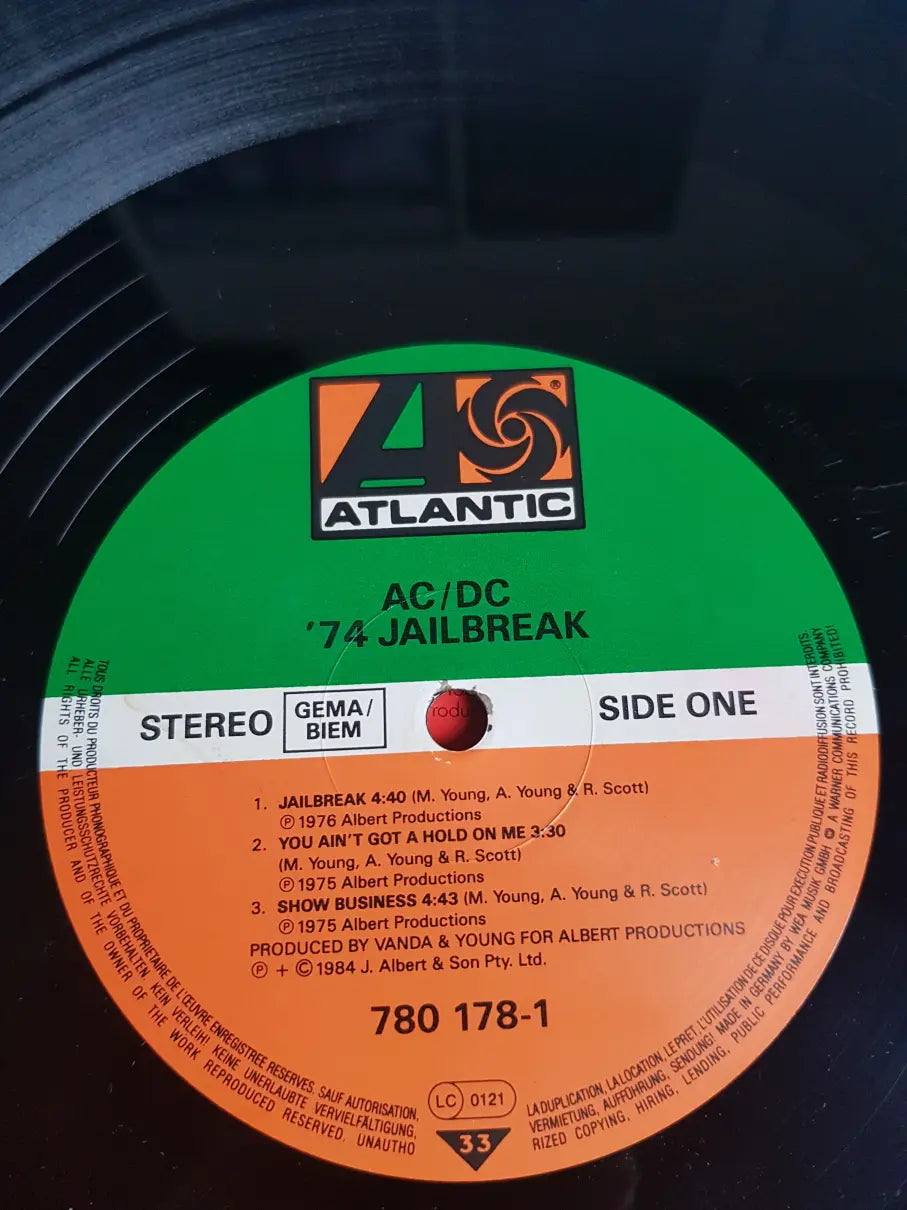 ATLANTIC
®
AC/DC
'74 JAILBREAK
STEREO
GEMA/
BIEM
SIDE ONE
1. JAILBREAK 4:40 (M. Young, A. Young & R. Scott)
Ⓟ 1976 Albert Productions
2. YOU AIN'T GOT A HOLD ON ME 3:30
(M. Young, A. Young & R. Scott)
Ⓟ 1975 Albert Productions
3. SHOW BUSINESS 4:43 (M. Young, A. Young & R. Scott)
Ⓟ 1975 Albert Productions
PRODUCED BY VANDA & YOUNG FOR ALBERT PRODUCTIONS
Ⓟ + © 1984 J. Albert & Son Pty. Ltd.
780 178-1
LC 0121
33
TOUS DROITS DU PRODUCTEUR PHONOGRAPHIQUE ET DU PROPRIETAIRE DE L'ŒUVRE ENREGISTREE RESERVES. SAUF AUTORISATION,
LA DUPLICATION, LA LOCATION, LE PRET, L'UTILISATION DE CE DISQUE POUR EXECUTION PUBLIQUE ET RADIODIFFUSION SONT INTERDITS.
ALLE URHEBER- UND LEISTUNGSSCHUTZRECHTE VORBEHALTEN. KEIN VERLEIH! KEINE UNERLAUBTE VERVIELFÄLTIGUNG,
VERMIETUNG, AUFFÜHRUNG, SENDUNG! MADE IN GERMANY BY WEA MUSIK GMBH A WARNER COMMUNICATIONS COMPANY
ALL RIGHTS OF THE PRODUCER AND OF THE OWNER OF THE WORK REPRODUCED RESERVED. UNAUTHO
RIZED COPYING, HIRING, LENDING, PUBLIC PERFORMANCE AND BROADCASTING OF THIS RECORD PROHIBITED!